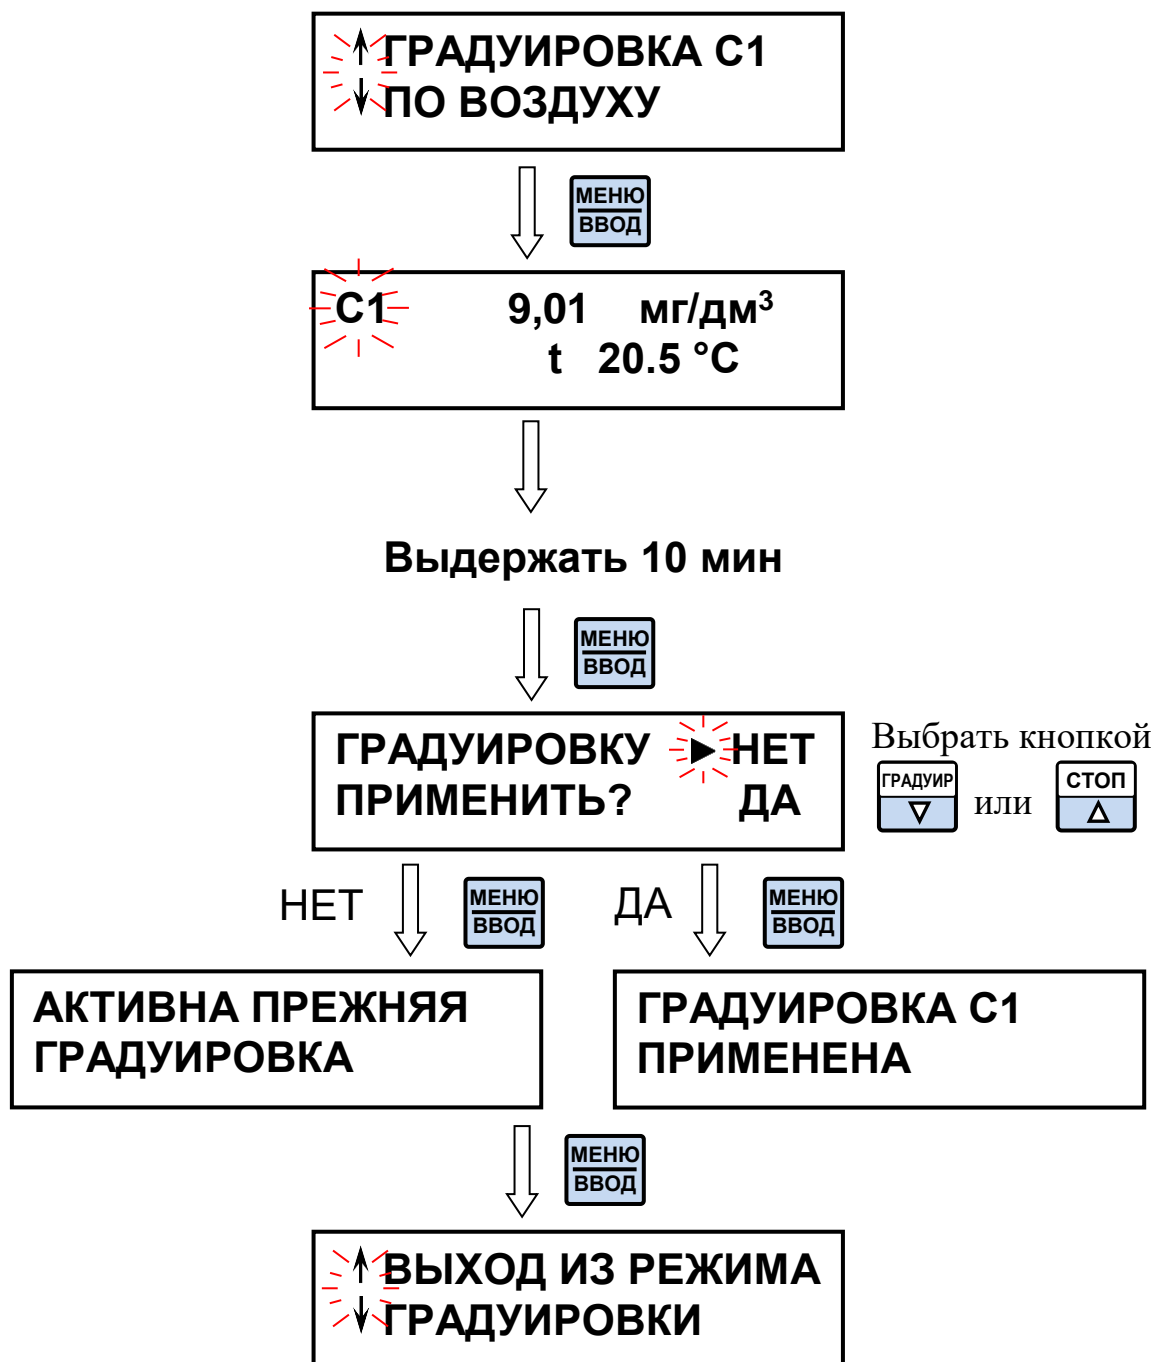 ГРАДУИРОВКА С1
ПО ВОЗДУХУ
МЕНЮ
ВВОД
С1 9,01 мг/дм³
t 20.5 °С
Выдержать 10 мин
МЕНЮ
ВВОД
ГРАДУИРОВКУ ▶ НЕТ
ПРИМЕНИТЬ? ДА
Выбрать кнопкой
ГРАДУИР или СТОП
НЕТ
МЕНЮ
ВВОД
ДА
МЕНЮ
ВВОД
АКТИВНА ПРЕЖНЯЯ
ГРАДУИРОВКА
ГРАДУИРОВКА С1
ПРИМЕНЕНА
МЕНЮ
ВВОД
ВЫХОД ИЗ РЕЖИМА
ГРАДУИРОВКИ